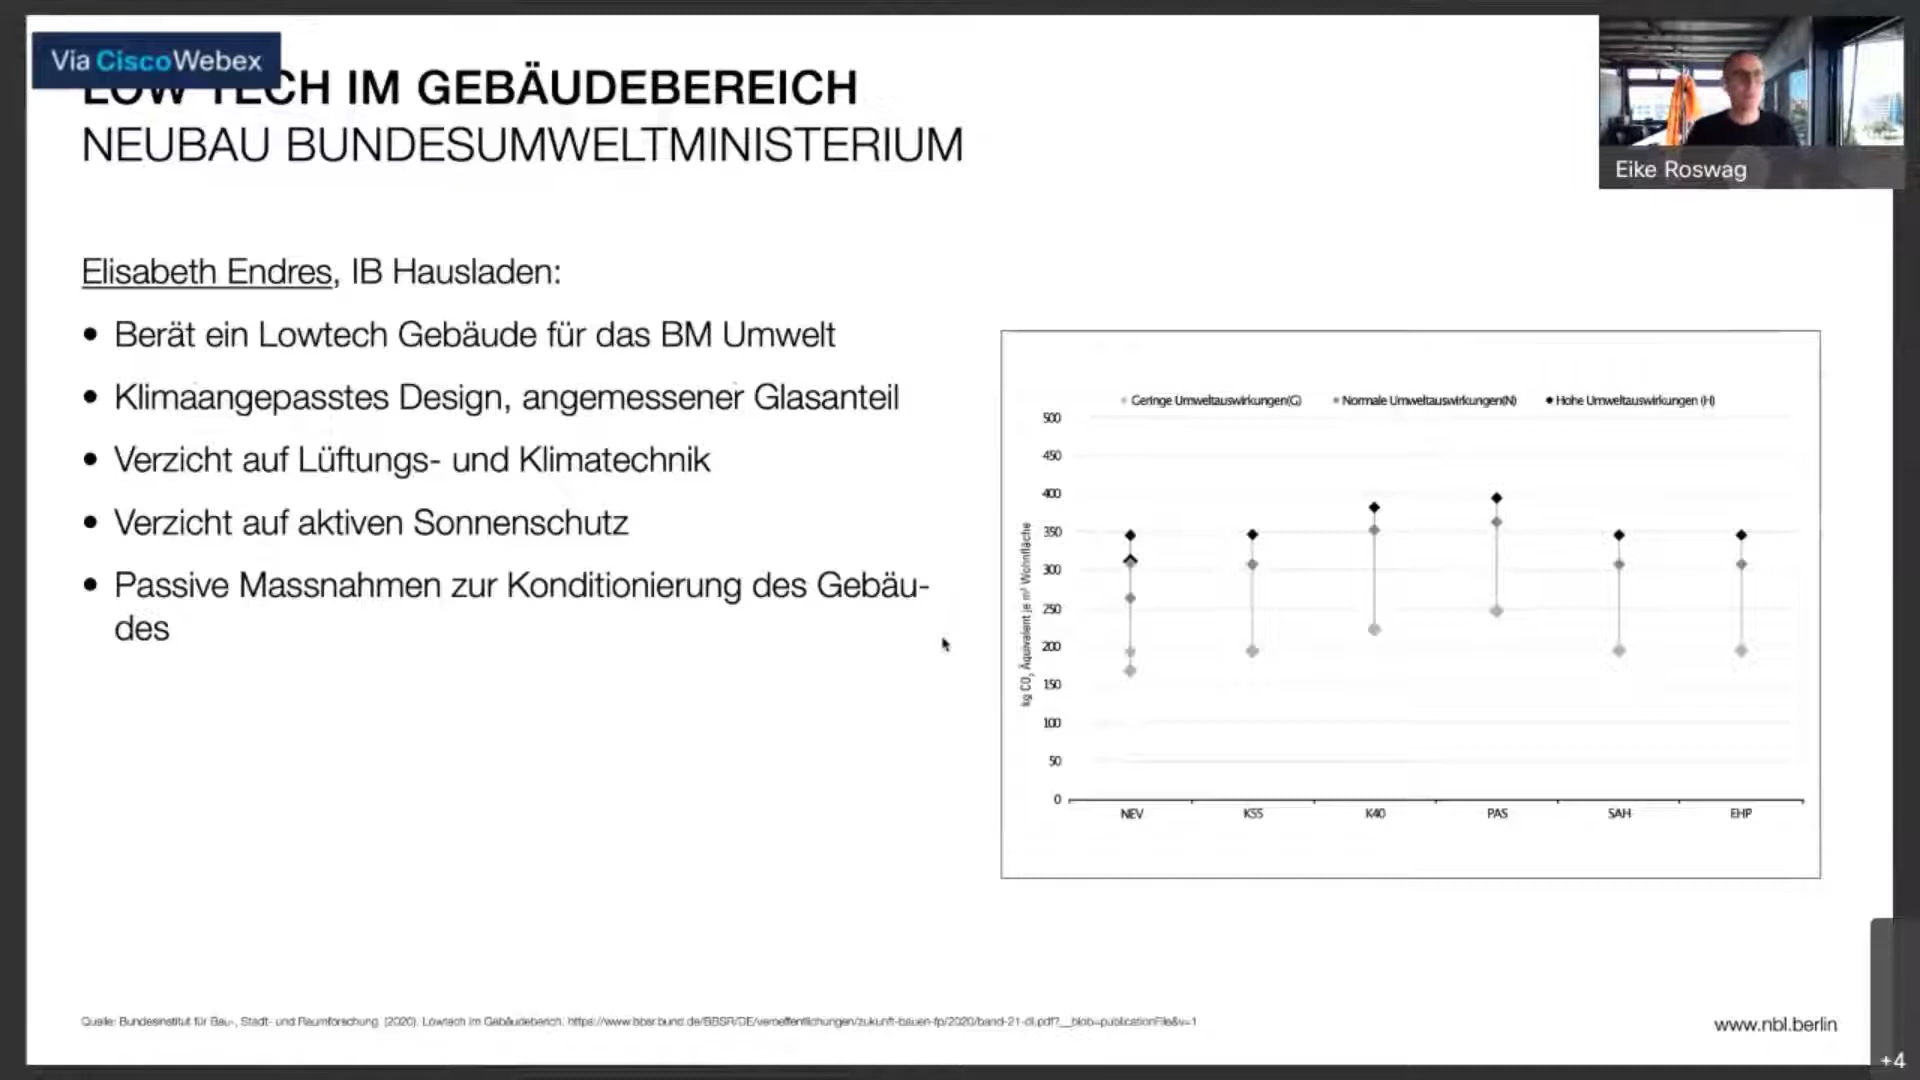 Via CiscoWebex
LOW TECH IM GEBÄUDEBEREICH
NEUBAU BUNDESUMWELTMINISTERIUM
Eike Roswag
Elisabeth Endres, IB Hausladen:
• Berät ein Lowtech Gebäude für das BM Umwelt
• Klimaangepasstes Design, angemessener Glasanteil
• Verzicht auf Lüftungs- und Klimatechnik
• Verzicht auf aktiven Sonnenschutz
• Passive Massnahmen zur Konditionierung des Gebäu-
des
Geringe Umweltauswirkungen(G) Normale Umweltauswirkungen(N) Hohe Umweltauswirkungen (H)
kg CO₂ Äquivalent je m² Wohnfläche
500
450
400
350
300
250
200
150
100
50
0
NEV K55 K40 PAS SAH EHP
Quelle: Bundesinstitut für Bau-, Stadt- und Raumforschung. (2020). Lowtech im Gebäudeberich. https://www.bbsr.bund.de/BBSR/DE/veroeffentlichungen/zukunft-bauen-fp/2020/band-21-dl.pdf?__blob=publicationFile&v=1
www.nbl.berlin
+4